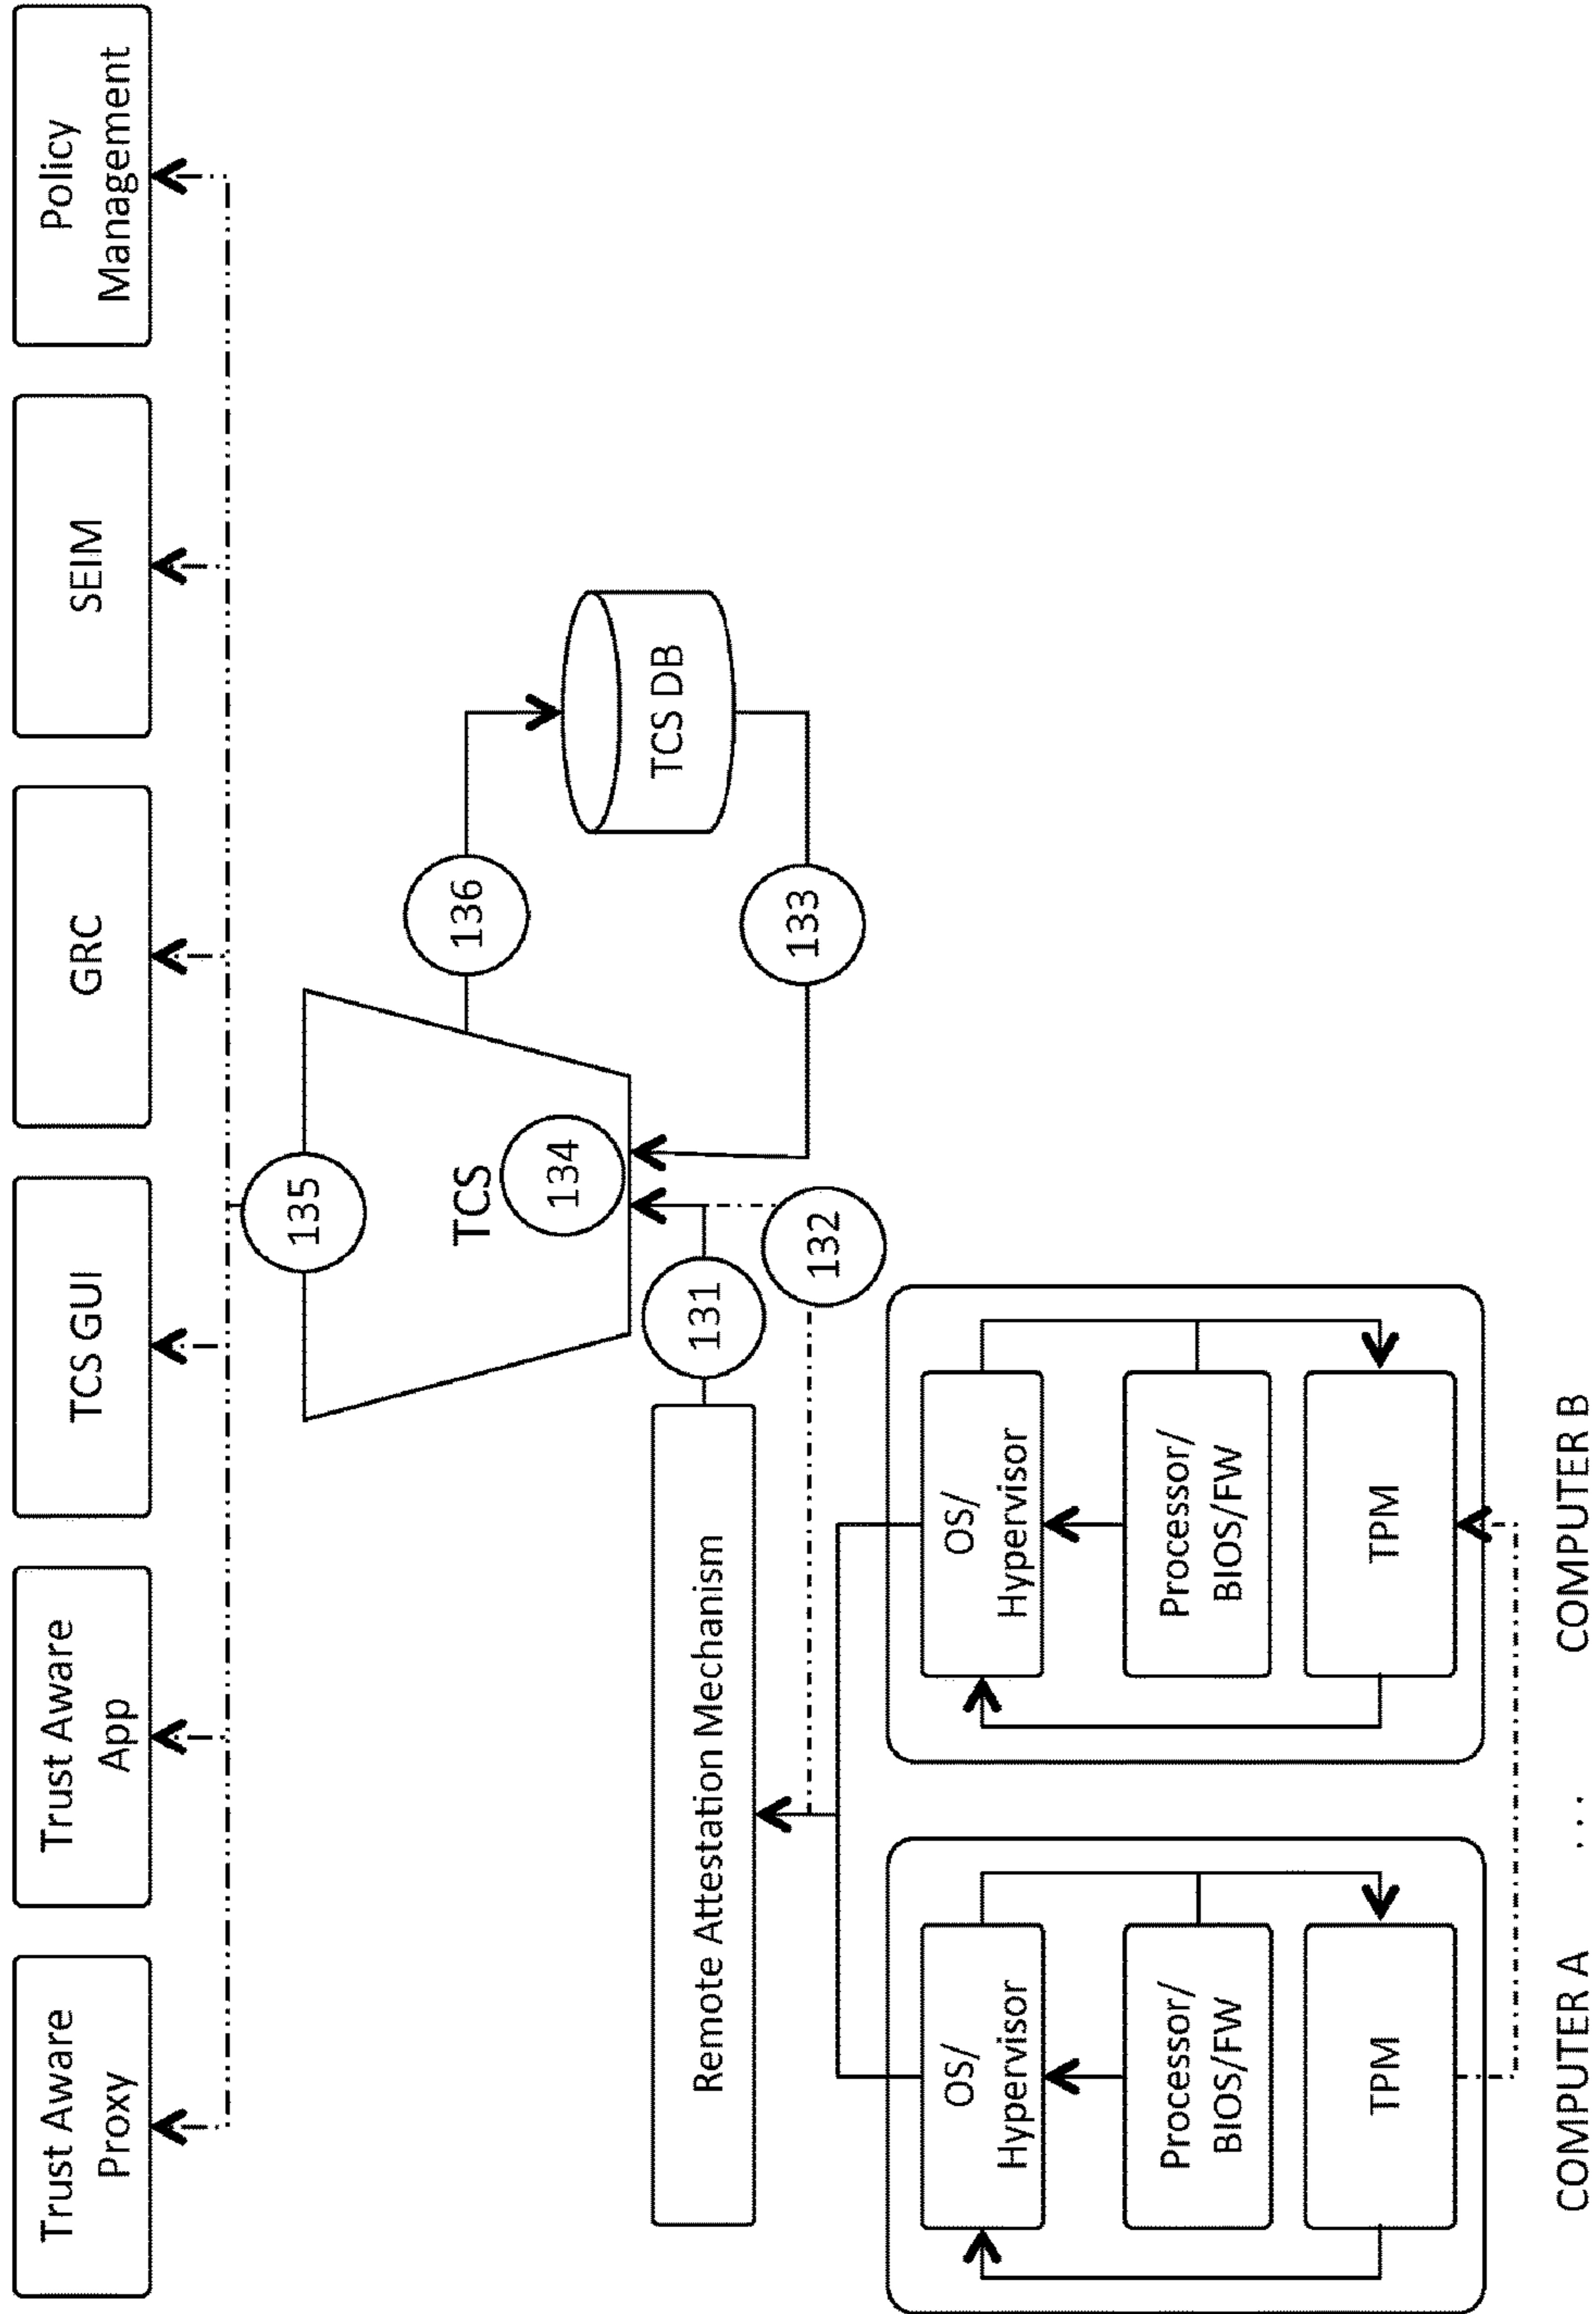 Trust Aware
Proxy
Trust Aware
App
TCS GUI
GRC
SEIM
Policy
Management
135
TCS
134
136
TCS DB
133
131
132
Remote Attestation Mechanism
OS/
Hypervisor
Processor/
BIOS/FW
TPM
OS/
Hypervisor
Processor/
BIOS/FW
TPM
COMPUTER A
...
COMPUTER B